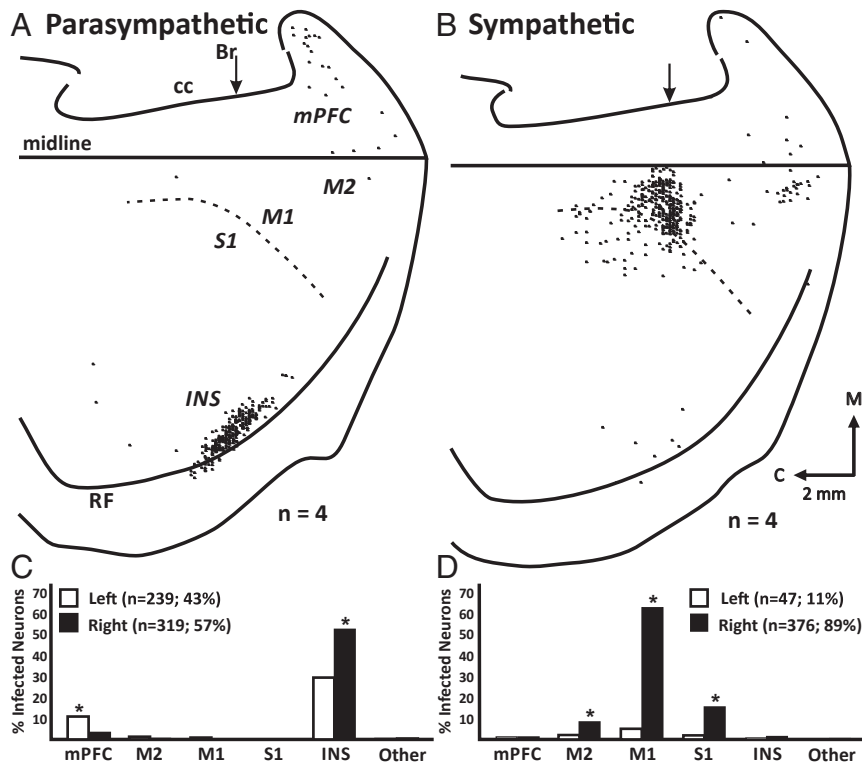 A Parasympathetic
Br
cc
mPFC
midline
M2
M1
S1
INS
RF
n = 4
B Sympathetic
M
C
2 mm
n = 4
C
% Infected Neurons
70
60
50
40
30
20
10
Left (n=239; 43%)
Right (n=319; 57%)
*
*
mPFC M2 M1 S1 INS Other
D
% Infected Neurons
70
60
50
40
30
20
10
Left (n=47; 11%)
Right (n=376; 89%)
*
*
*
mPFC M2 M1 S1 INS Other